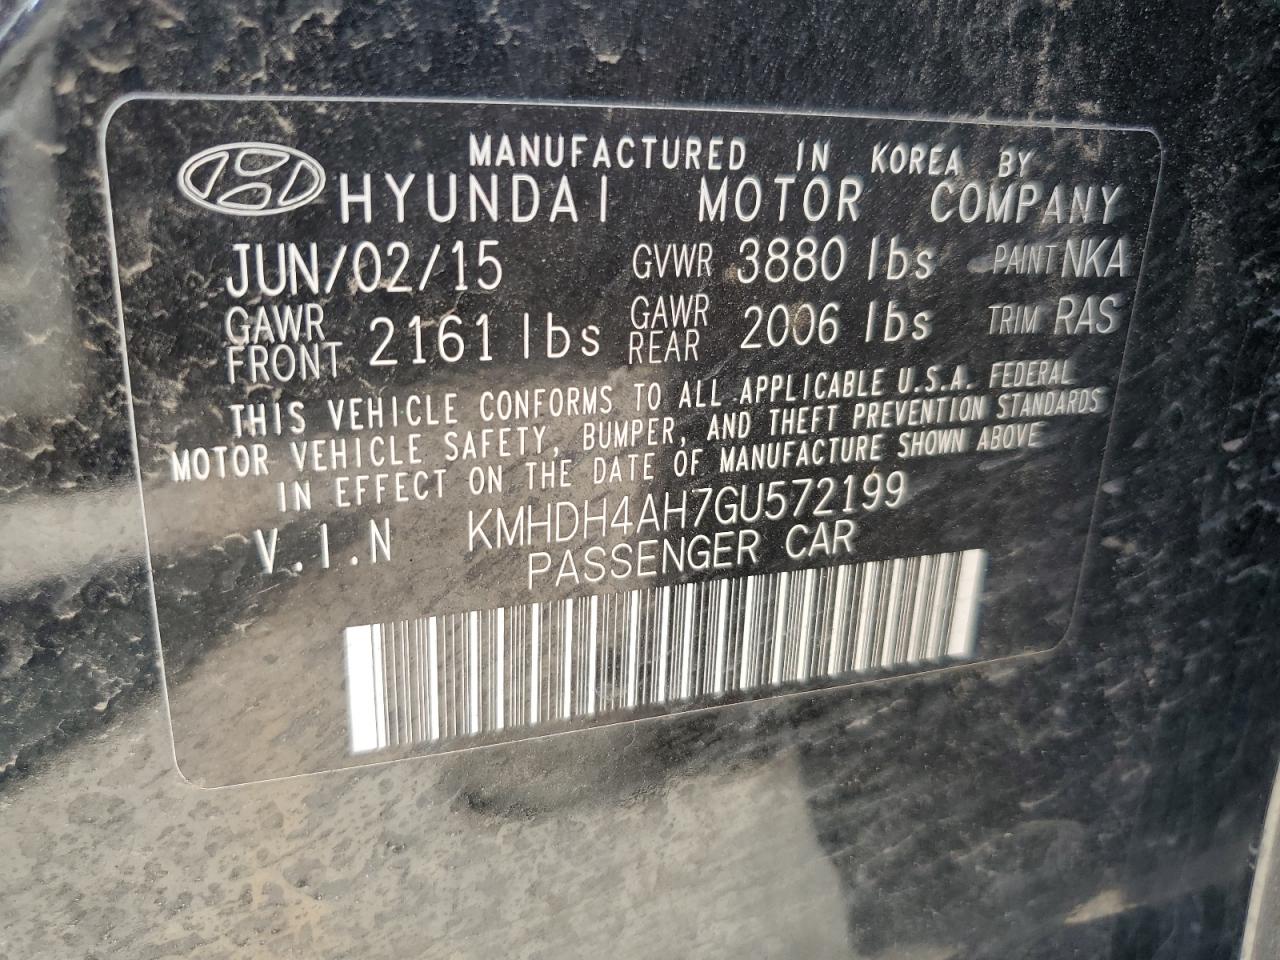 MANUFACTURED IN KOREA BY
HYUNDAI MOTOR COMPANY
JUN/02/15 GVWR 3880 lbs PAINT NKA
GAWR FRONT 2161 lbs GAWR REAR 2006 lbs TRIM RAS
THIS VEHICLE CONFORMS TO ALL APPLICABLE U.S.A. FEDERAL
MOTOR VEHICLE SAFETY, BUMPER, AND THEFT PREVENTION STANDARDS
IN EFFECT ON THE DATE OF MANUFACTURE SHOWN ABOVE
V.I.N KMHDH4AH7GU572199
PASSENGER CAR